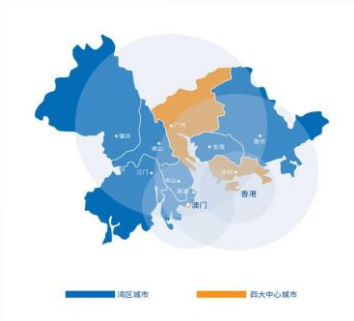 广州
肇庆
惠州
佛山
东莞
江门
深圳
中山
珠海
香港
澳门
湾区城市
四大中心城市